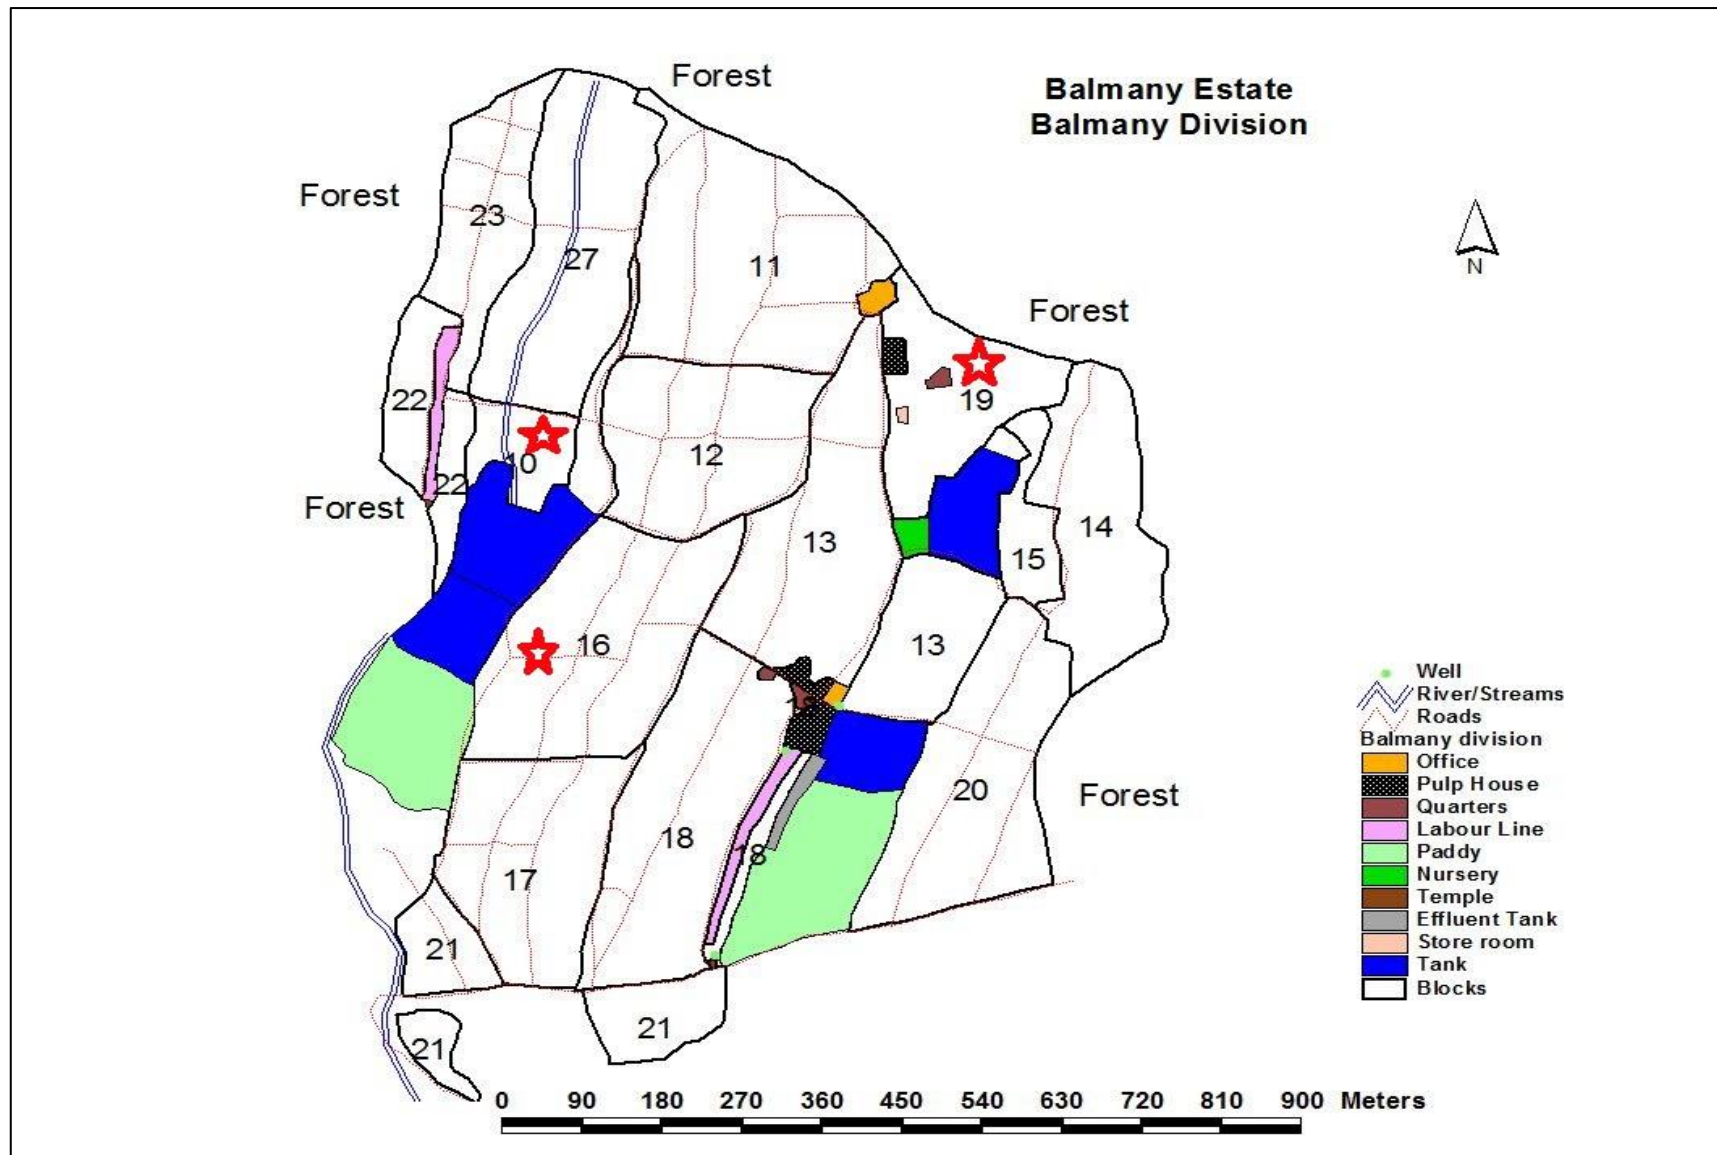 Forest
Balmany Estate
Balmany Division
Forest
23
27
11
N
Forest
22
19
10
12
22
Forest
13
14
15
16
13
Well
River/Streams
Roads
Balmany division
Office
Pulp House
Quarters
Labour Line
Paddy
Nursery
Temple
Effluent Tank
Store room
Tank
Blocks
20
Forest
18
18
17
21
21
21
0 90 180 270 360 450 540 630 720 810 900 Meters